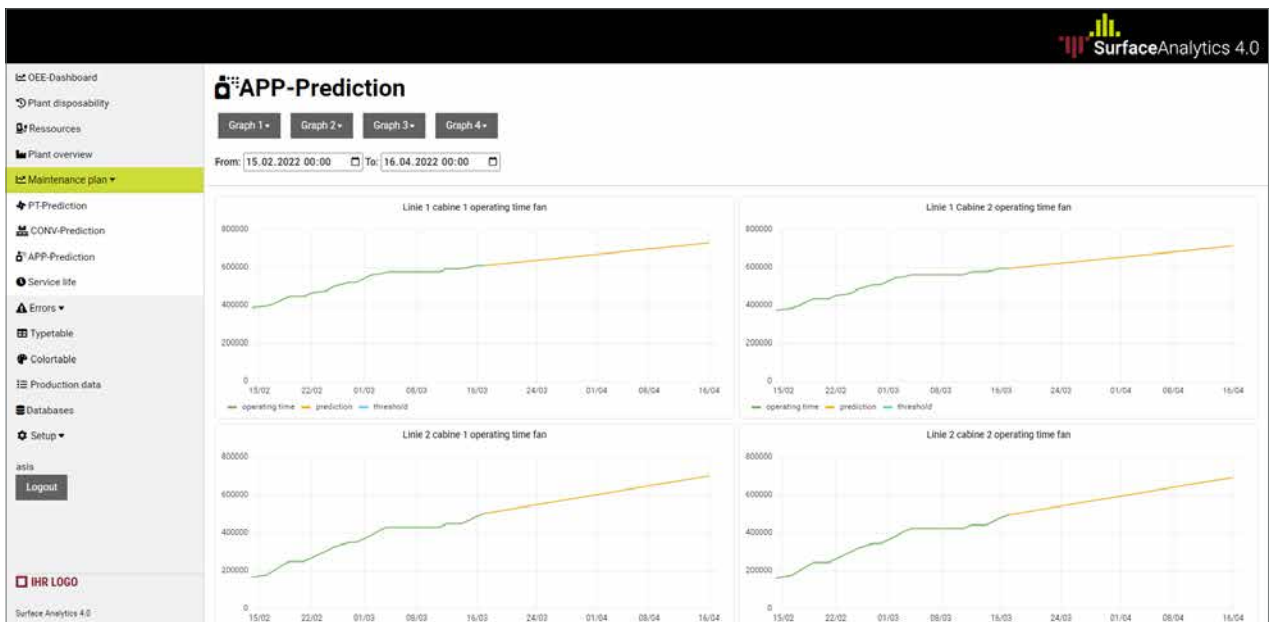 SurfaceAnalytics 4.0
OEE-Dashboard
Plant disposability
Ressources
Plant overview
Maintenance plan
PT-Prediction
CONV-Prediction
APP-Prediction
Service life
Errors
Typetable
Colortable
Production data
Databases
Setup
asis
Logout
IHR LOGO
Surface Analytics 4.0
APP-Prediction
Graph 1 Graph 2 Graph 3 Graph 4
From: 15.02.2022 00:00 To: 16.04.2022 00:00
Linie 1 cabine 1 operating time fan
800000
600000
400000
200000
0
15/02 22/02 01/03 08/03 16/03 24/03 01/04 08/04 16/04
operating time prediction threshold
Linie 1 Cabine 2 operating time fan
800000
600000
400000
200000
0
15/02 22/02 01/03 08/03 16/03 24/03 01/04 08/04 16/04
operating time prediction threshold
Linie 2 cabine 1 operating time fan
800000
600000
400000
200000
0
15/02 22/02 01/03 08/03 16/03 24/03 01/04 08/04 16/04
Linie 2 cabine 2 operating time fan
800000
600000
400000
200000
0
15/02 22/02 01/03 08/03 16/03 24/03 01/04 08/04 16/04